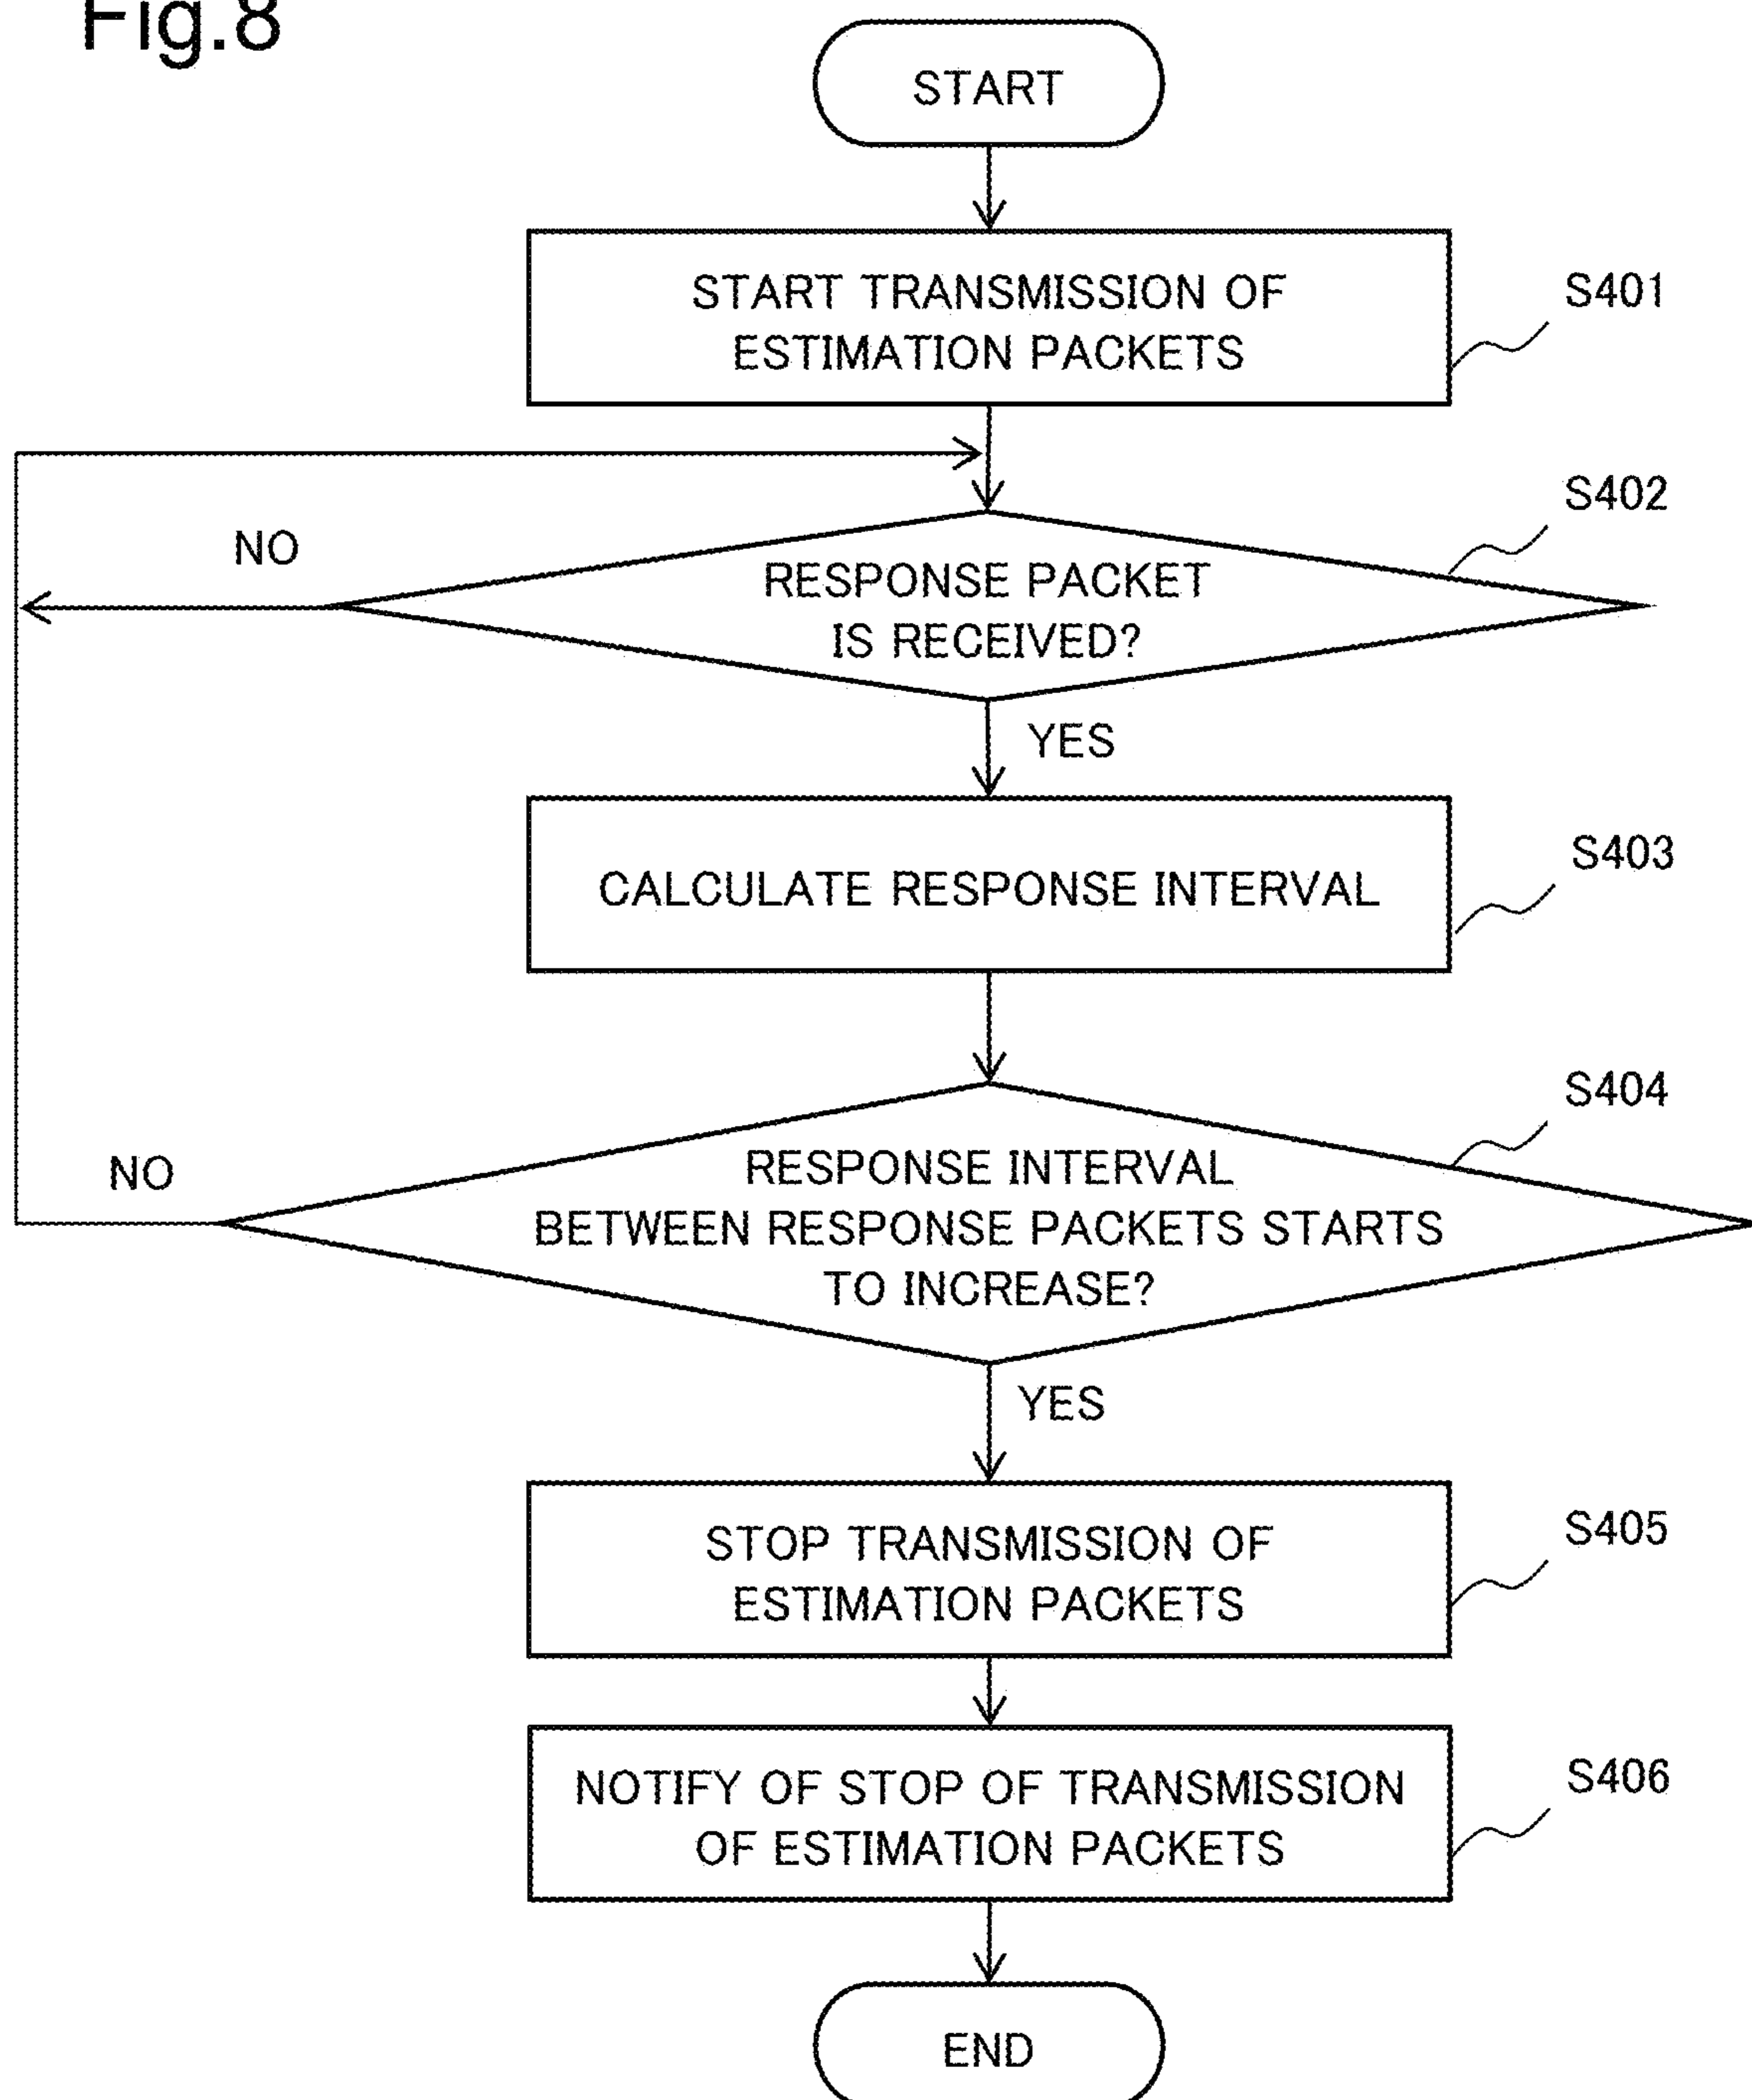 Fig.8
START
START TRANSMISSION OF
ESTIMATION PACKETS
S401
S402
NO
RESPONSE PACKET
IS RECEIVED?
YES
S403
CALCULATE RESPONSE INTERVAL
S404
NO
RESPONSE INTERVAL
BETWEEN RESPONSE PACKETS STARTS
TO INCREASE?
YES
STOP TRANSMISSION OF
ESTIMATION PACKETS
S405
NOTIFY OF STOP OF TRANSMISSION
OF ESTIMATION PACKETS
S406
END